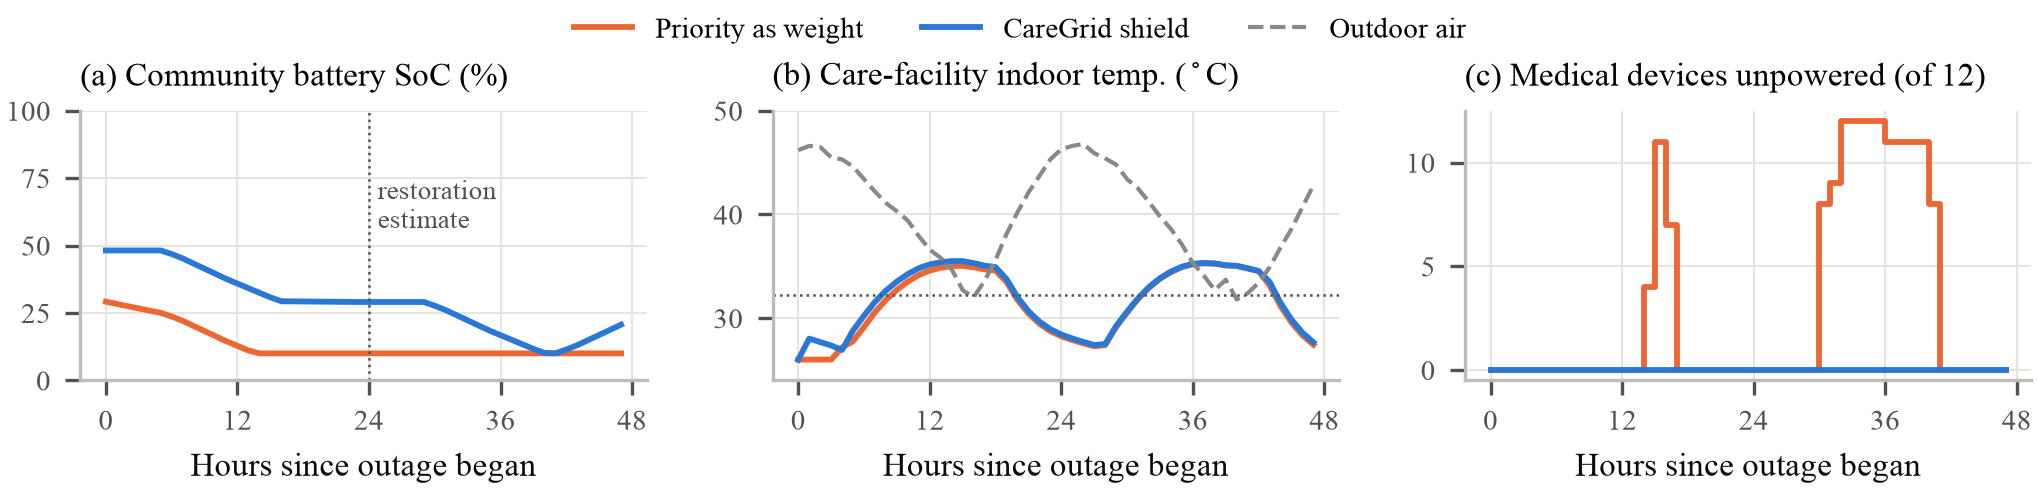 Priority as weight
CareGrid shield
Outdoor air
(a) Community battery SoC (%)
100
75
50
25
0
restoration
estimate
0 12 24 36 48
Hours since outage began
(b) Care-facility indoor temp. (˚C)
50
40
30
0 12 24 36 48
Hours since outage began
(c) Medical devices unpowered (of 12)
10
5
0
0 12 24 36 48
Hours since outage began